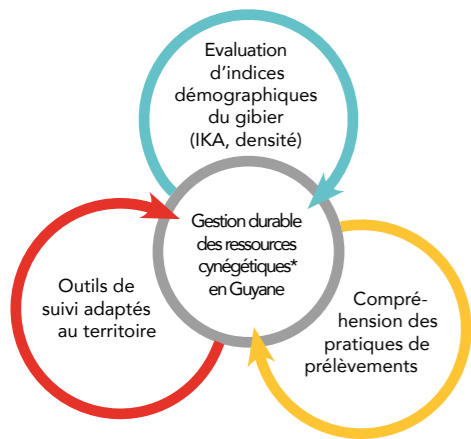 Evaluation
d'indices
démographiques
du gibier
(IKA, densité)
Gestion durable
des ressources
cynégétiques*
en Guyane
Outils de
suivi adaptés
au territoire
Compré-
hension des
pratiques de
prélèvements